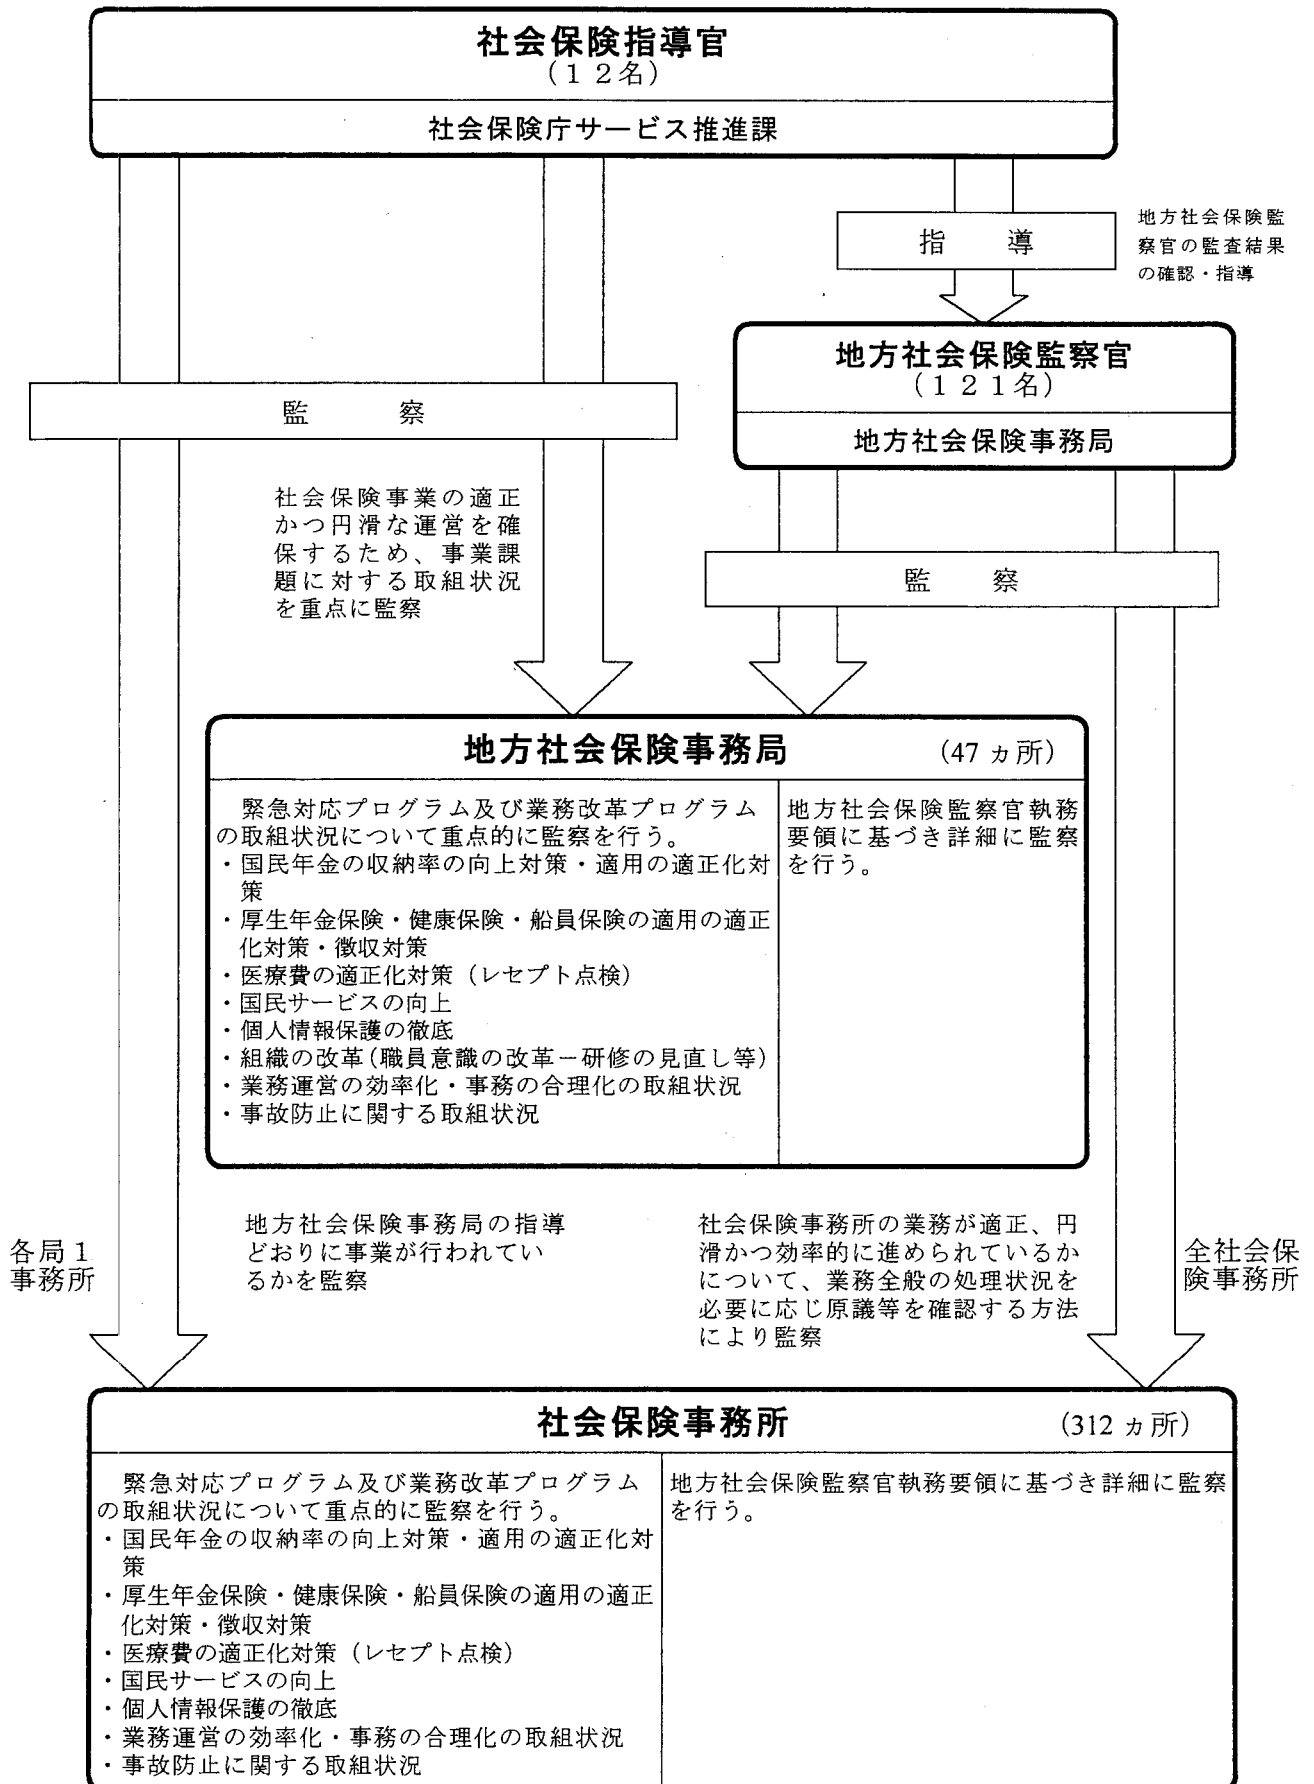 社会保険指導官
（１２名）
社会保険庁サービス推進課
指　導
地方社会保険監
察官の監査結果
の確認・指導
地方社会保険監察官
（１２１名）
地方社会保険事務局
監　察
社会保険事業の適正
かつ円滑な運営を確
保するため、事業課
題に対する取組状況
を重点に監察
監　察
地方社会保険事務局　（47 ヵ所）
緊急対応プログラム及び業務改革プログラム
の取組状況について重点的に監察を行う。
・国民年金の収納率の向上対策・適用の適正化対
策
・厚生年金保険・健康保険・船員保険の適用の適正
化対策・徴収対策
・医療費の適正化対策（レセプト点検）
・国民サービスの向上
・個人情報保護の徹底
・組織の改革（職員意識の改革－研修の見直し等）
・業務運営の効率化・事務の合理化の取組状況
・事故防止に関する取組状況
地方社会保険監察官執務
要領に基づき詳細に監察
を行う。
各局１
事務所
地方社会保険事務局の指導
どおりに事業が行われてい
るかを監察
社会保険事務所の業務が適正、円
滑かつ効率的に進められているか
について、業務全般の処理状況を
必要に応じ原議等を確認する方法
により監察
全社会保
険事務所
社会保険事務所　（312 ヵ所）
緊急対応プログラム及び業務改革プログラム
の取組状況について重点的に監察を行う。
・国民年金の収納率の向上対策・適用の適正化対
策
・厚生年金保険・健康保険・船員保険の適用の適正
化対策・徴収対策
・医療費の適正化対策（レセプト点検）
・国民サービスの向上
・個人情報保護の徹底
・業務運営の効率化・事務の合理化の取組状況
・事故防止に関する取組状況
地方社会保険監察官執務要領に基づき詳細に監察
を行う。